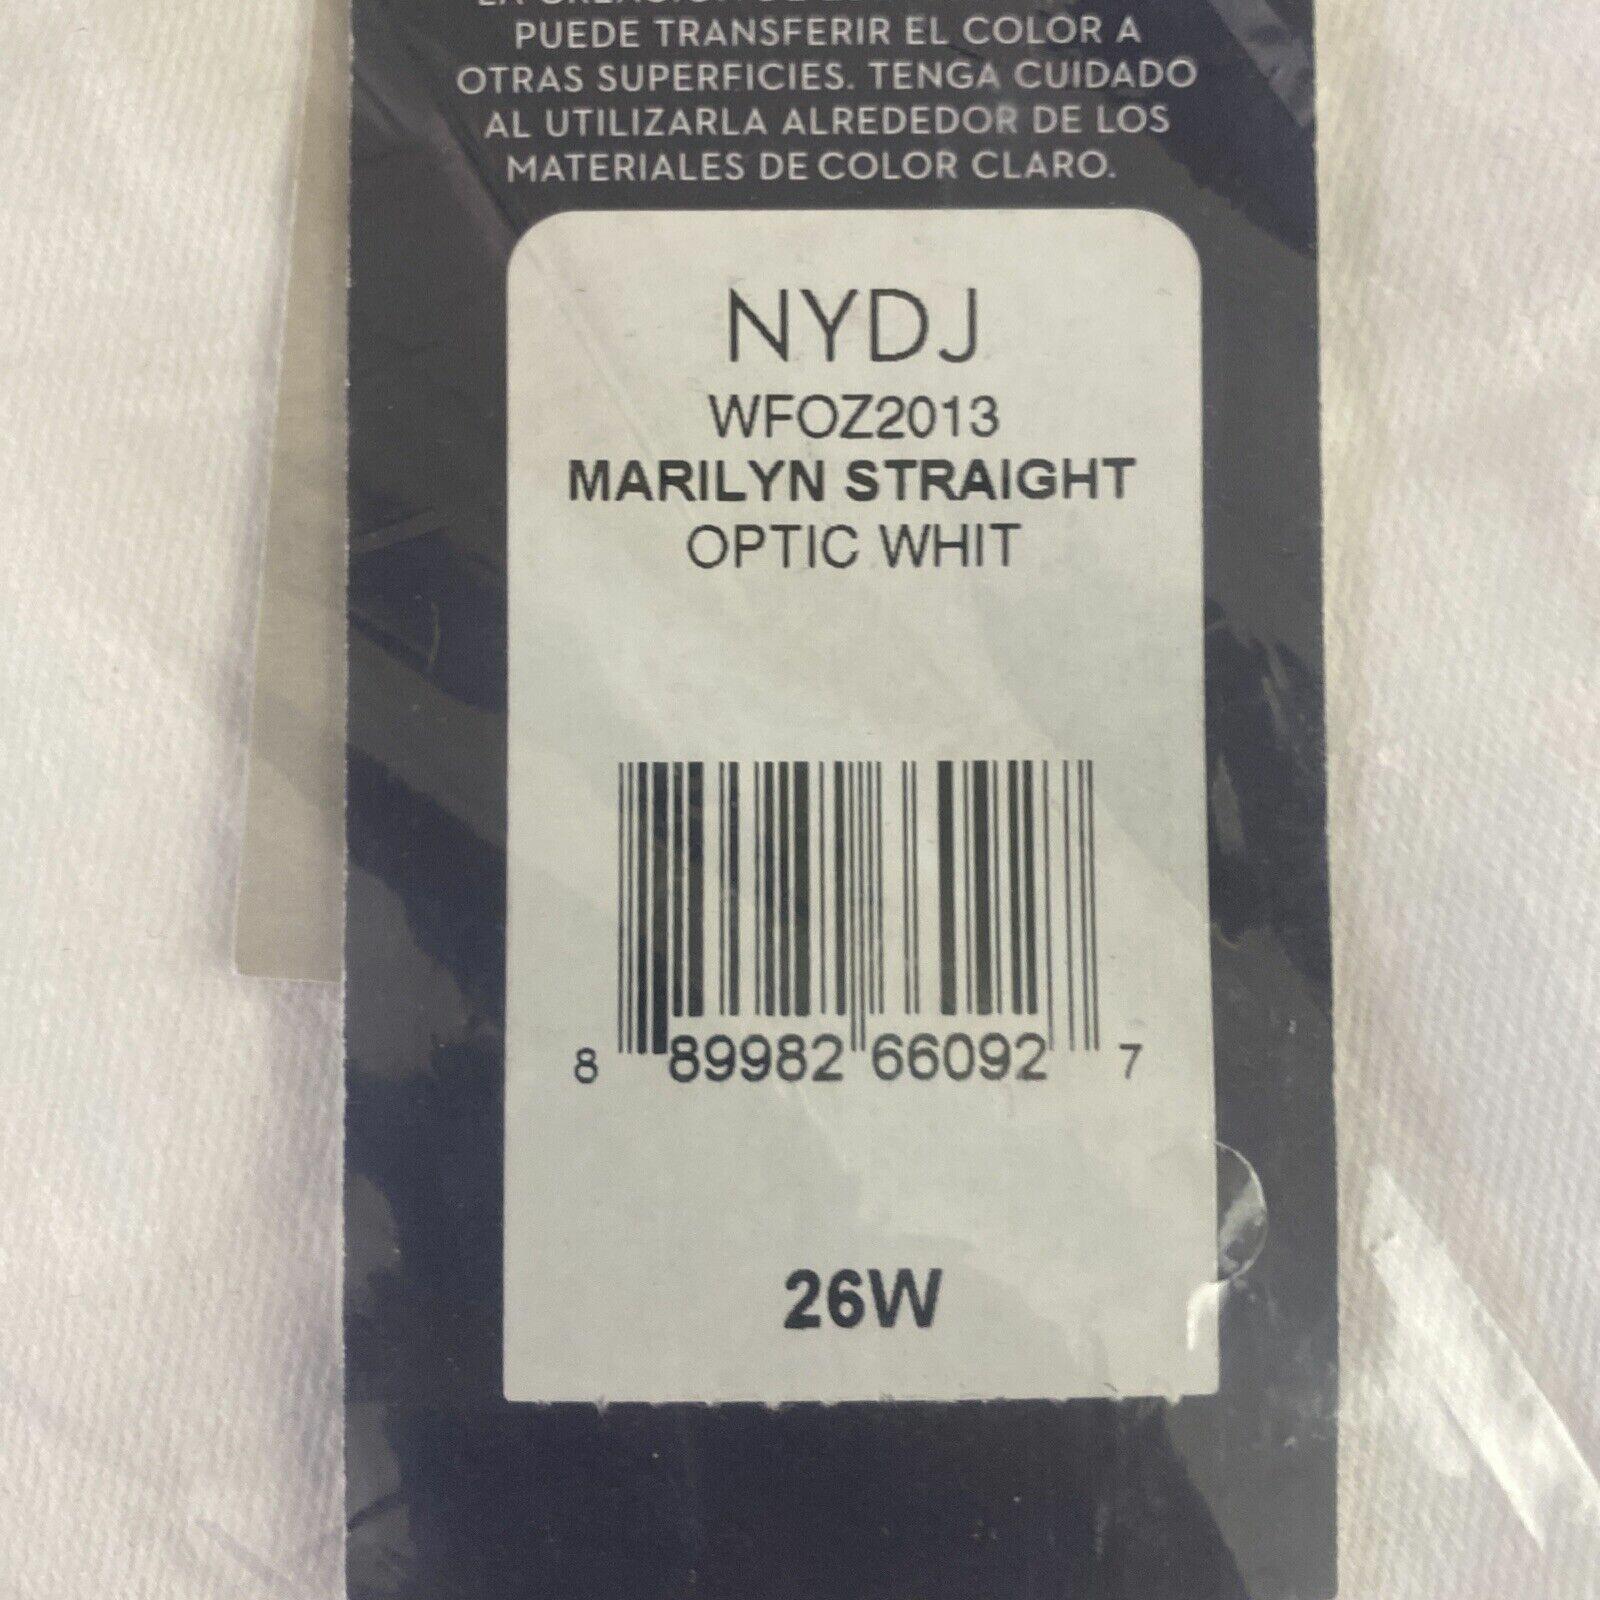 PUEDE TRANSFERIR EL COLOR A
OTRAS SUPERFICIES. TENGA CUIDADO
AL UTILIZARLA ALREDEDOR DE LOS
MATERIALES DE COLOR CLARO.
NYDJ
WFOZ2013
MARILYN STRAIGHT
OPTIC WHIT
8 89982 66092 7
26W